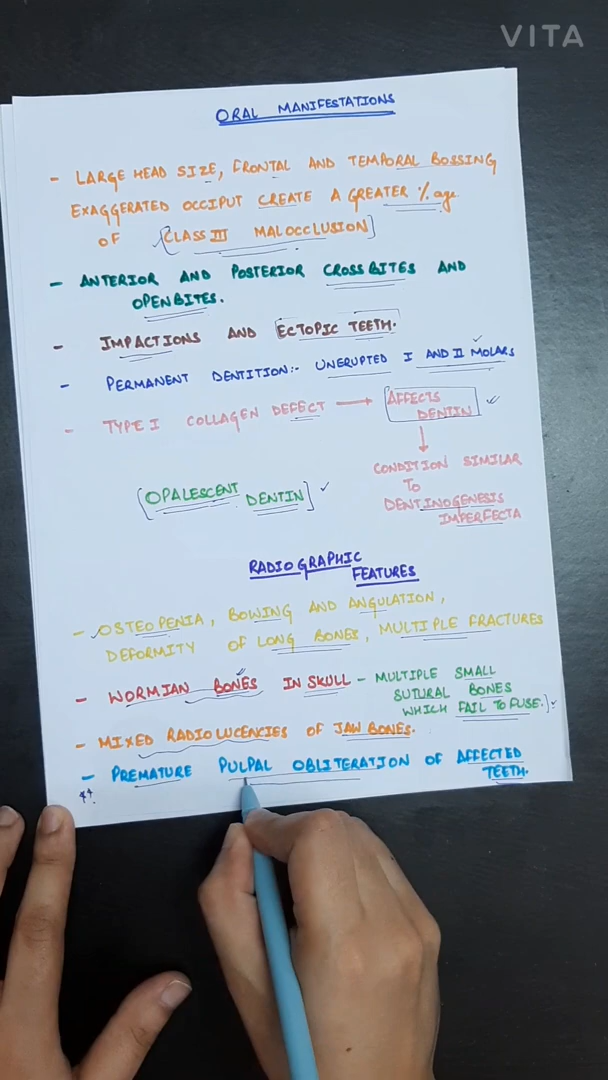 VITA
ORAL MANIFESTATIONS
- LARGE HEAD SIZE, FRONTAL AND TEMPORAL BOSSING
EXAGGERATED OCCIPUT CREATE A GREATER %age
OF [CLASS III MALOCCLUSION]
- ANTERIOR AND POSTERIOR CROSSBITES AND
OPENBITES.
- IMPACTIONS AND ECTOPIC TEETH.
- PERMANENT DENTITION:- UNERUPTED I AND II MOLARS
- TYPE I COLLAGEN DEFECT → AFFECTS
DENTIN
↓
CONDITION SIMILAR
TO
DENTINOGENESIS
IMPERFECTA
[OPALESCENT DENTIN]
RADIOGRAPHIC
FEATURES
- OSTEOPENIA, BOWING AND ANGULATION,
DEFORMITY OF LONG BONES, MULTIPLE FRACTURES
- WORMIAN BONES IN SKULL - MULTIPLE SMALL
SUTURAL BONES
WHICH FAIL TO FUSE.]
- MIXED RADIOLUCENCIES OF JAW BONES.
- PREMATURE PULPAL OBLITERATION OF AFFECTED
TEETH.